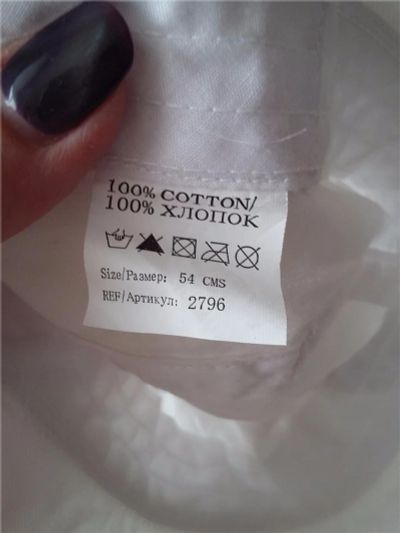 100% COTTON/
100% ХЛОПОК
Size/Размер: 54 CMS
REF/Артикул: 2796